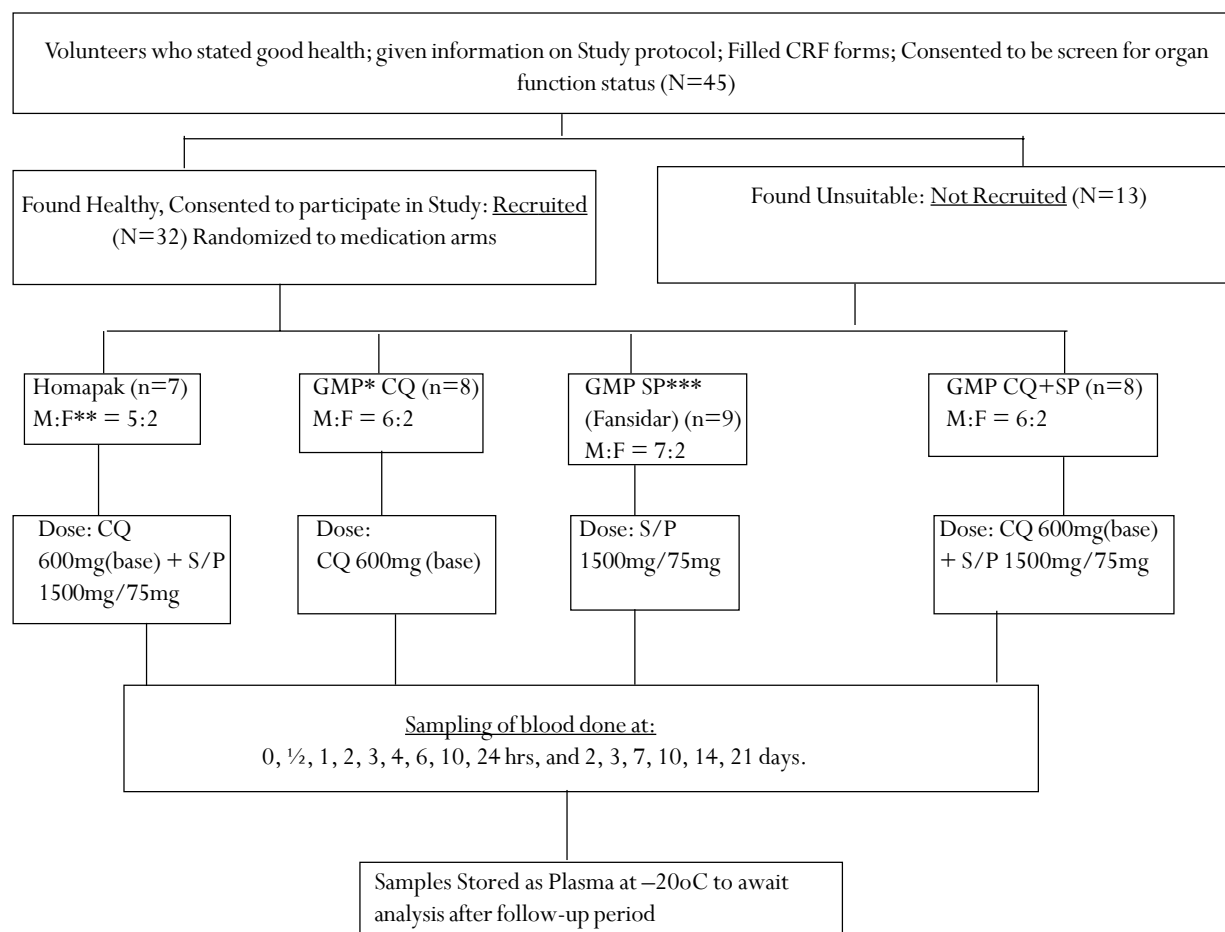 Volunteers who stated good health; given information on Study protocol; Filled CRF forms; Consented to be screen for organ
function status (N=45)
Found Healthy, Consented to participate in Study: Recruited
(N=32) Randomized to medication arms
Found Unsuitable: Not Recruited (N=13)
Homapak (n=7)
M:F** = 5:2
GMP* CQ (n=8)
M:F = 6:2
GMP SP***
(Fansidar) (n=9)
M:F = 7:2
GMP CQ+SP (n=8)
M:F = 6:2
Dose: CQ
600mg(base) + S/P
1500mg/75mg
Dose:
CQ 600mg (base)
Dose: S/P
1500mg/75mg
Dose: CQ 600mg(base)
+ S/P 1500mg/75mg
Sampling of blood done at:
0, ½, 1, 2, 3, 4, 6, 10, 24 hrs, and 2, 3, 7, 10, 14, 21 days.
Samples Stored as Plasma at –20oC to await
analysis after follow-up period